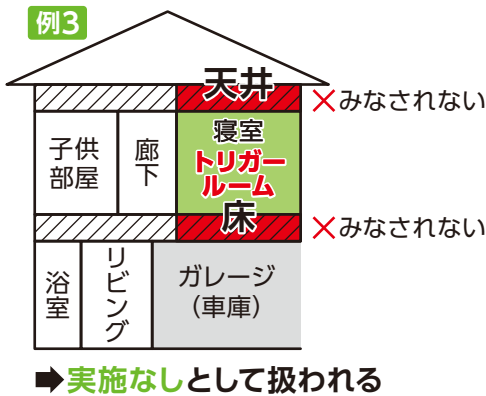 例3
天井
×みなされない
子供
部屋
廊下
寝室
トリガー
ルーム
床
×みなされない
浴室
リビング
ガレージ
（車庫）
➡実施なしとして扱われる